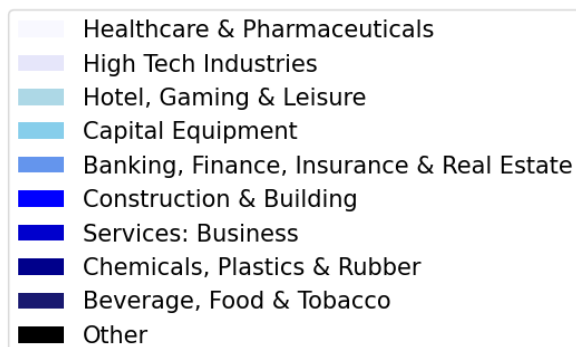 Healthcare & Pharmaceuticals
High Tech Industries
Hotel, Gaming & Leisure
Capital Equipment
Banking, Finance, Insurance & Real Estate
Construction & Building
Services: Business
Chemicals, Plastics & Rubber
Beverage, Food & Tobacco
Other